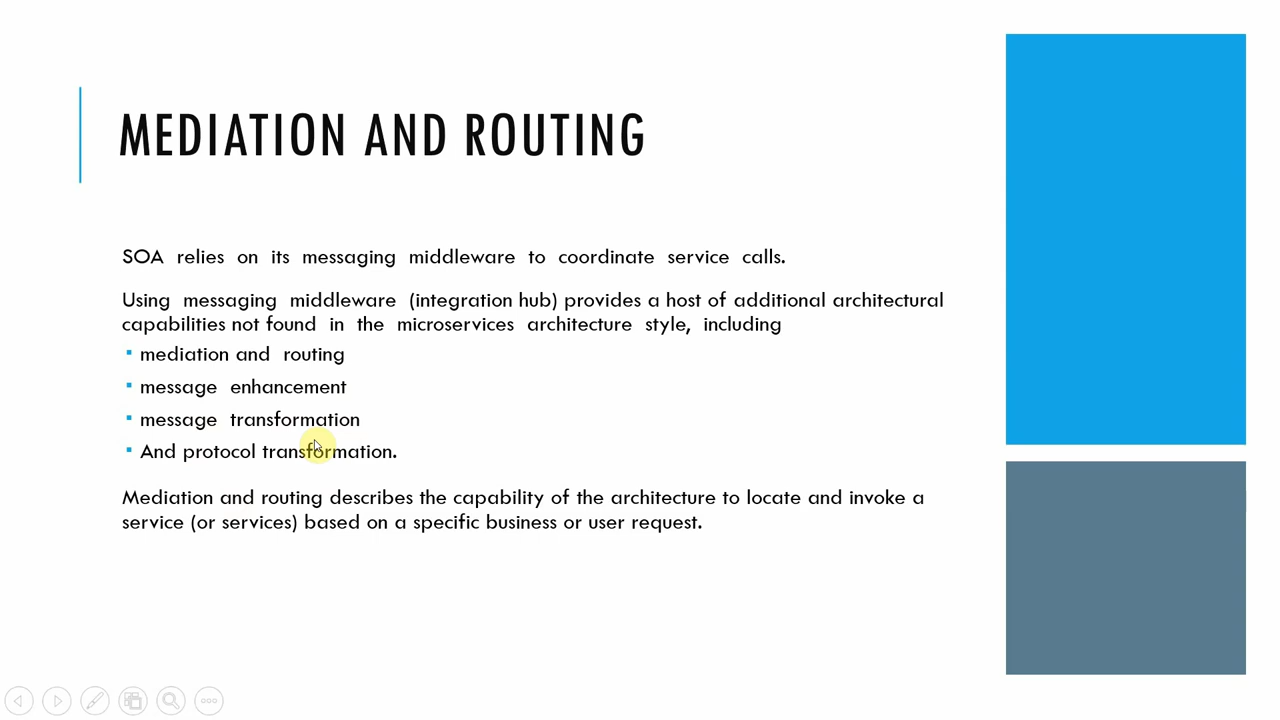 MEDIATION AND ROUTING
SOA relies on its messaging middleware to coordinate service calls.
Using messaging middleware (integration hub) provides a host of additional architectural
capabilities not found in the microservices architecture style, including
mediation and routing
message enhancement
message transformation
And protocol transformation.
Mediation and routing describes the capability of the architecture to locate and invoke a
service (or services) based on a specific business or user request.